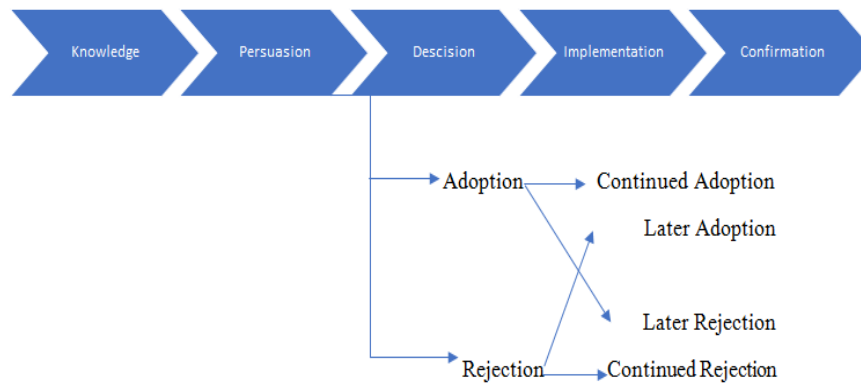 Knowledge
Persuasion
Descision
Implementation
Confirmation
Adoption
Continued Adoption
Later Adoption
Later Rejection
Rejection
Continued Rejection